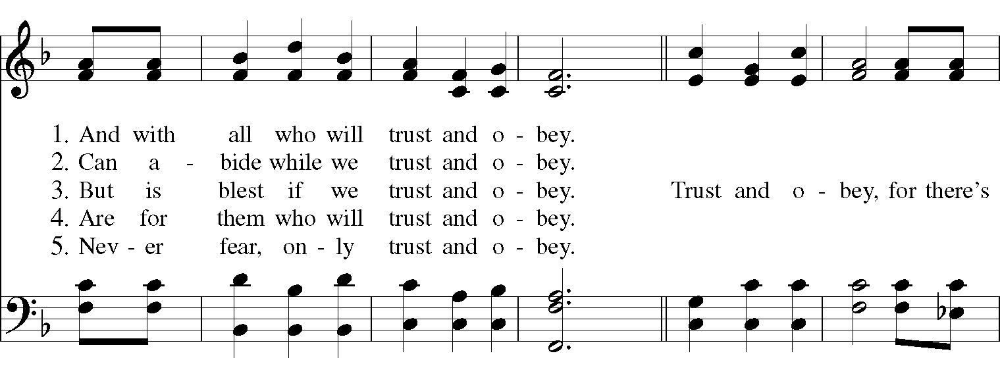 1. And with all who will trust and o - bey.
2. Can a - bide while we trust and o - bey.
3. But is blest if we trust and o - bey. Trust and o - bey, for there's
4. Are for them who will trust and o - bey.
5. Nev - er fear, on - ly trust and o - bey.